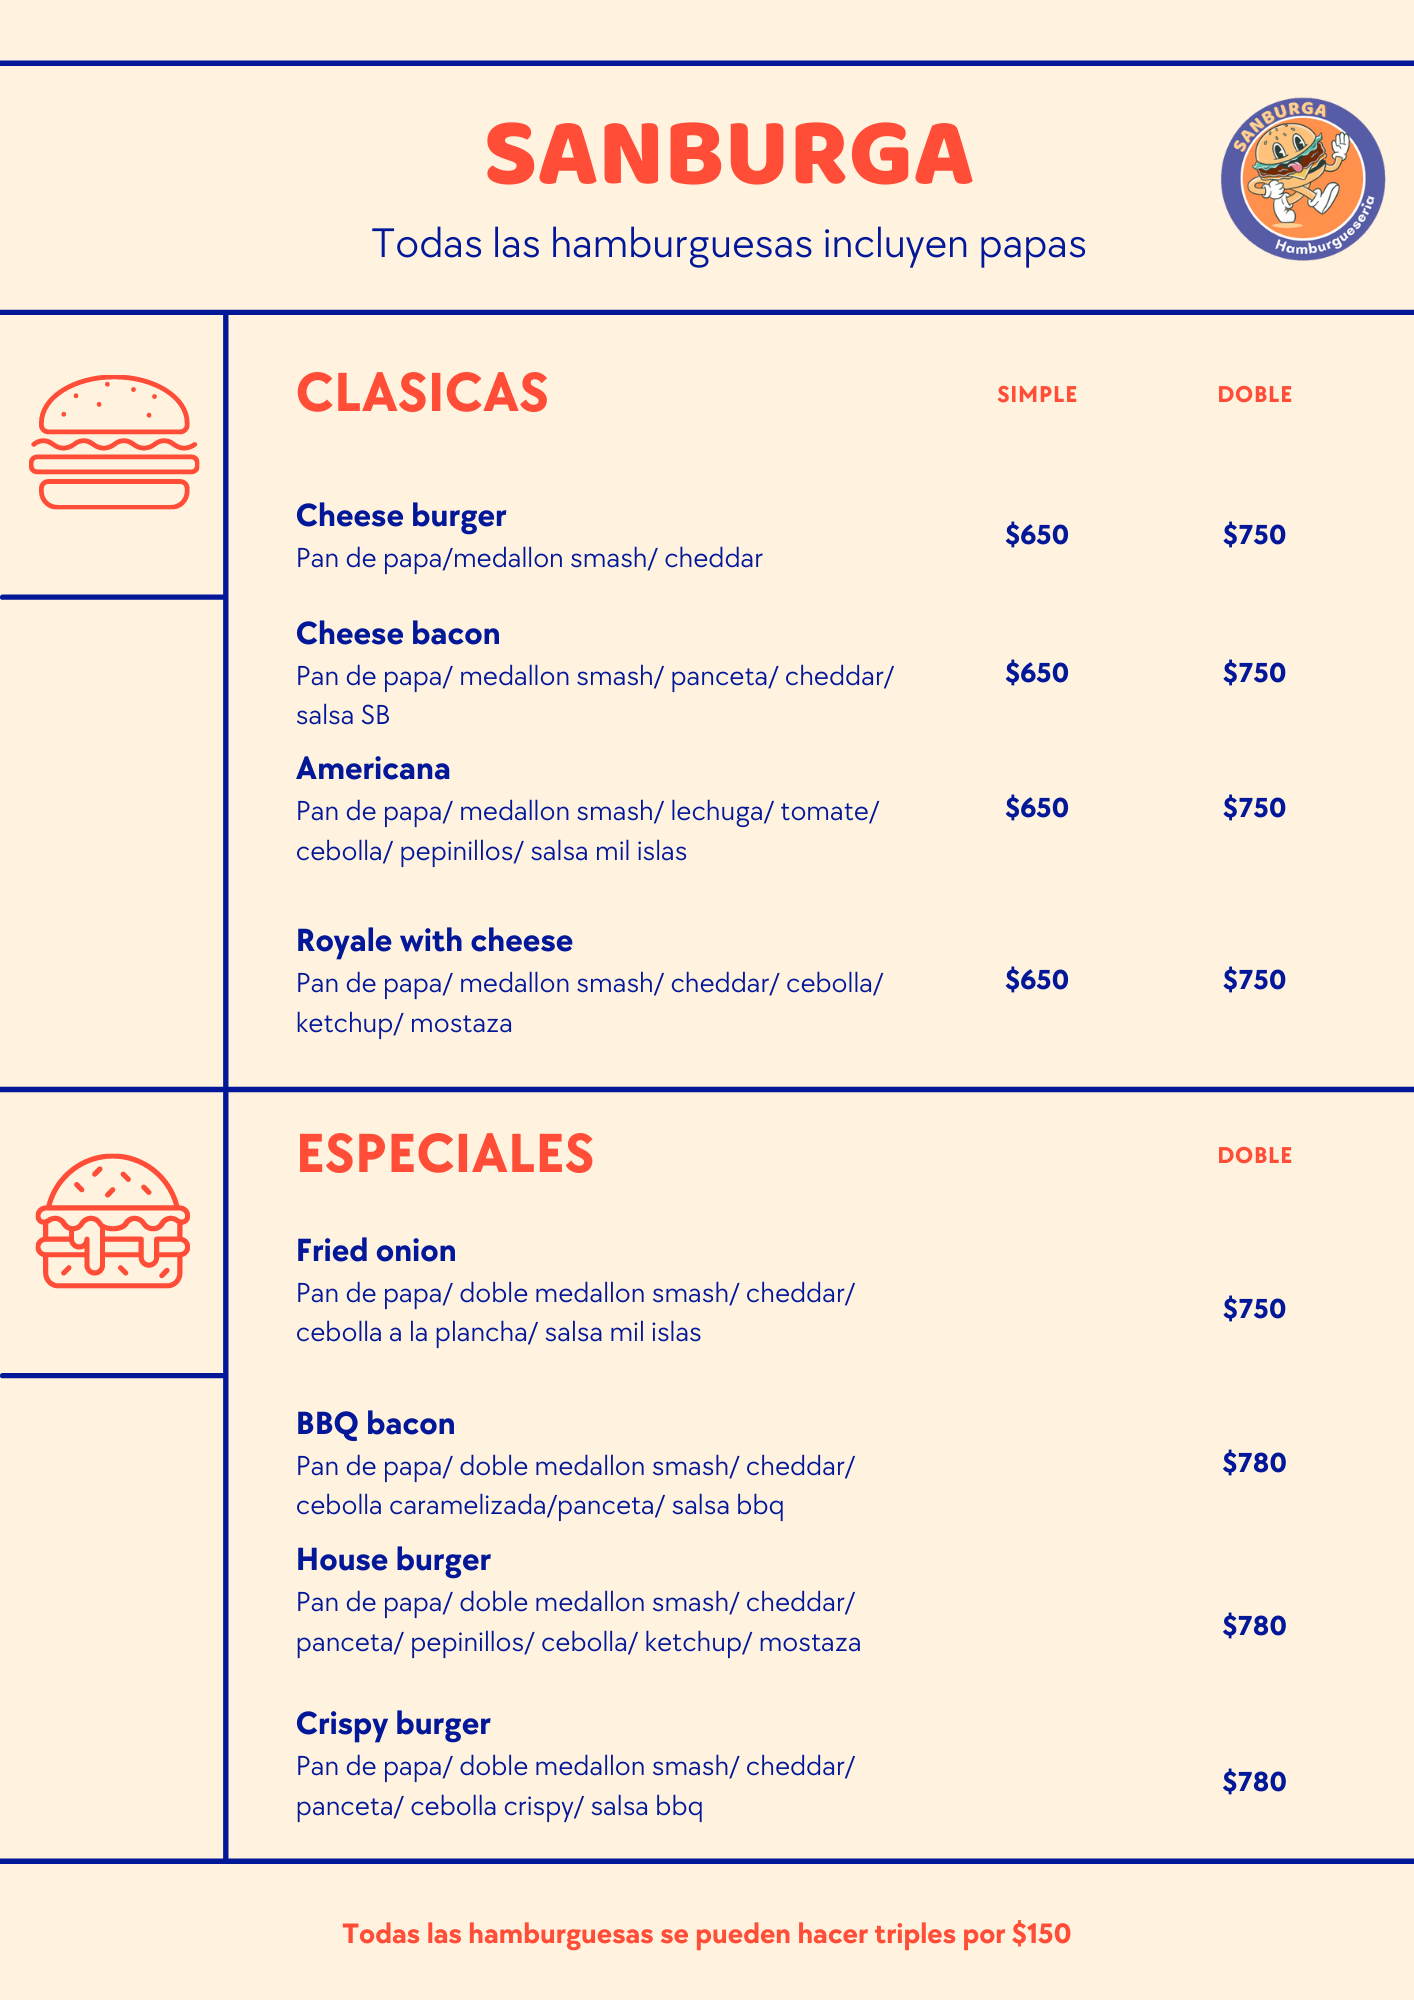 SANBURGA
Todas las hamburguesas incluyen papas
SANBURGA
Hamburgueseria
CLASICAS SIMPLE DOBLE
Cheese burger
Pan de papa/medallon smash/ cheddar
$650 $750
Cheese bacon
Pan de papa/ medallon smash/ panceta/ cheddar/
salsa SB
$650 $750
Americana
Pan de papa/ medallon smash/ lechuga/ tomate/
cebolla/ pepinillos/ salsa mil islas
$650 $750
Royale with cheese
Pan de papa/ medallon smash/ cheddar/ cebolla/
ketchup/ mostaza
$650 $750
ESPECIALES DOBLE
Fried onion
Pan de papa/ doble medallon smash/ cheddar/
cebolla a la plancha/ salsa mil islas
$750
BBQ bacon
Pan de papa/ doble medallon smash/ cheddar/
cebolla caramelizada/panceta/ salsa bbq
$780
House burger
Pan de papa/ doble medallon smash/ cheddar/
panceta/ pepinillos/ cebolla/ ketchup/ mostaza
$780
Crispy burger
Pan de papa/ doble medallon smash/ cheddar/
panceta/ cebolla crispy/ salsa bbq
$780
Todas las hamburguesas se pueden hacer triples por $150